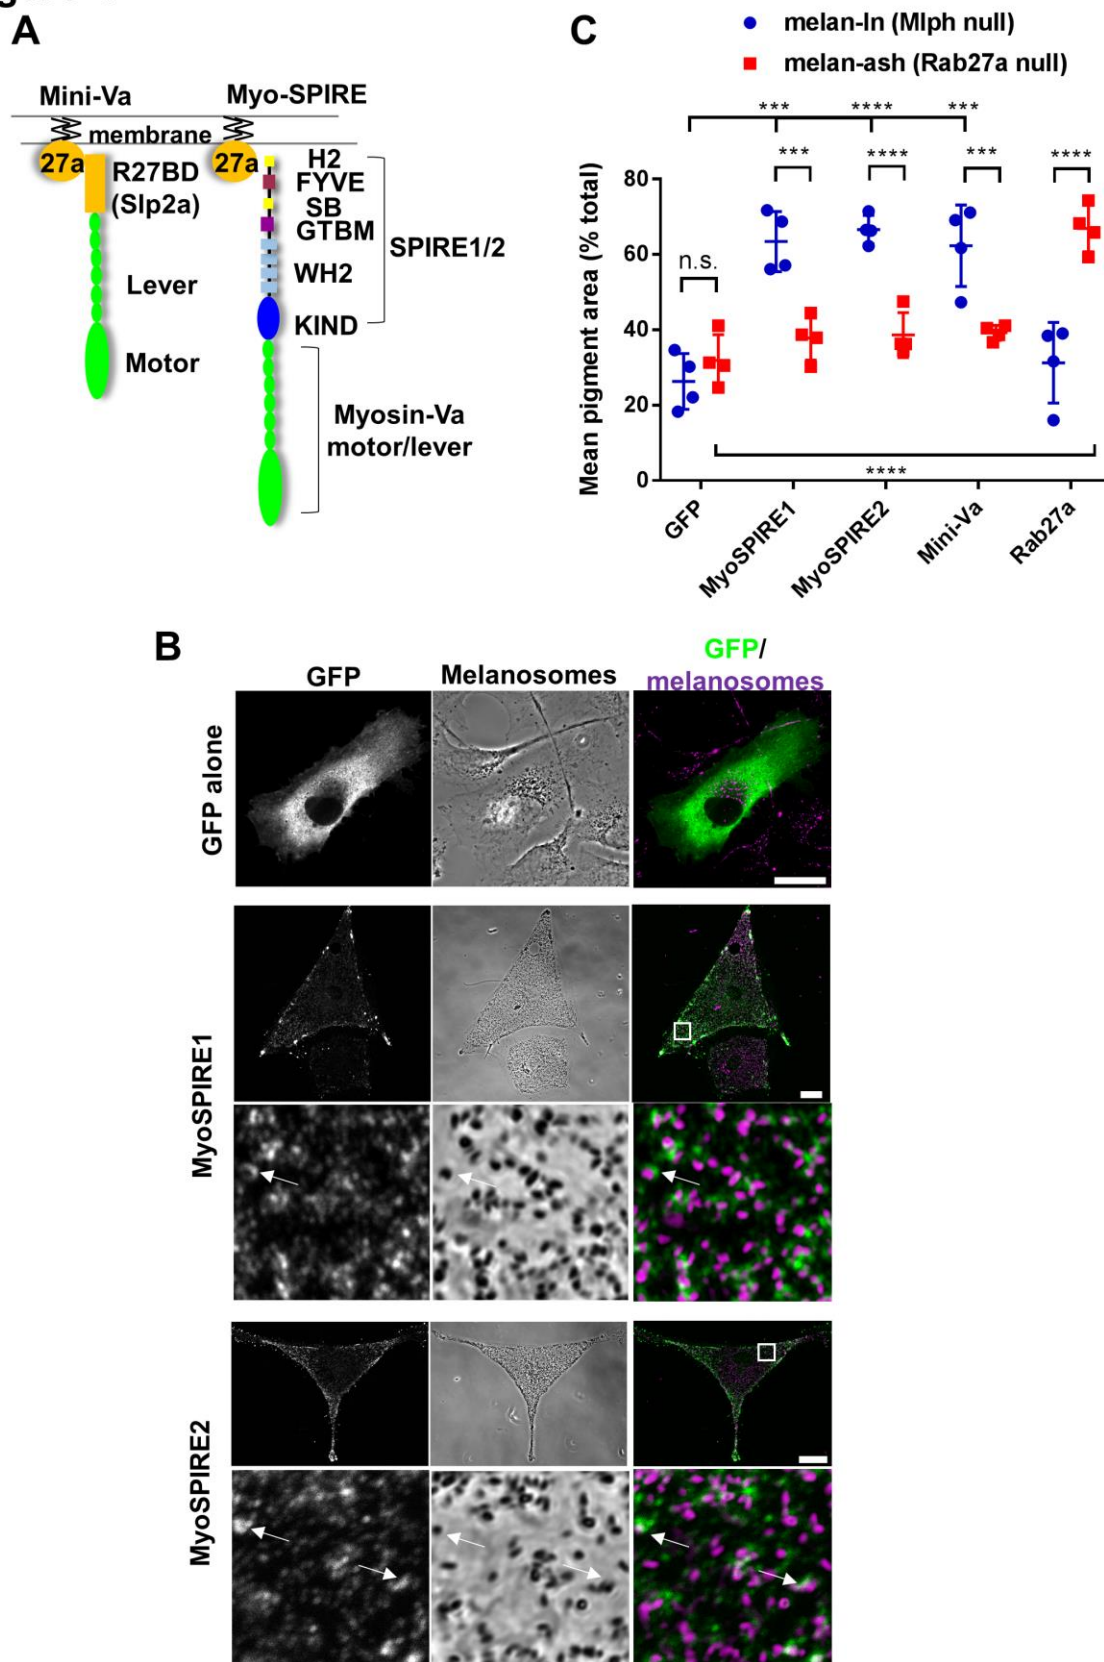 A
Mini-Va
Myo-SPIRE
membrane
27a
27a
R27BD
(Slp2a)
Lever
Motor
H2
FYVE
SB
GTBM
WH2
KIND
SPIRE1/2
Myosin-Va
motor/lever
C
melan-ln (Mlph null)
melan-ash (Rab27a null)
***
****
***
***
****
***
****
n.s.
****
Mean pigment area (% total)
80
60
40
20
0
GFP
MyoSPIRE1
MyoSPIRE2
Mini-Va
Rab27a
B
GFP
Melanosomes
GFP/
melanosomes
GFP alone
MyoSPIRE1
MyoSPIRE2